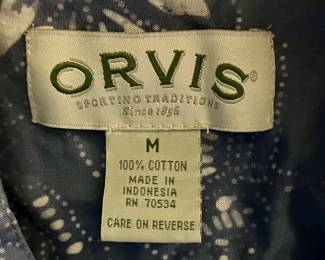 ORVIS®
SPORTING TRADITIONS
Since 1856
M
100% COTTON
MADE IN
INDONESIA
RN 70534
CARE ON REVERSE